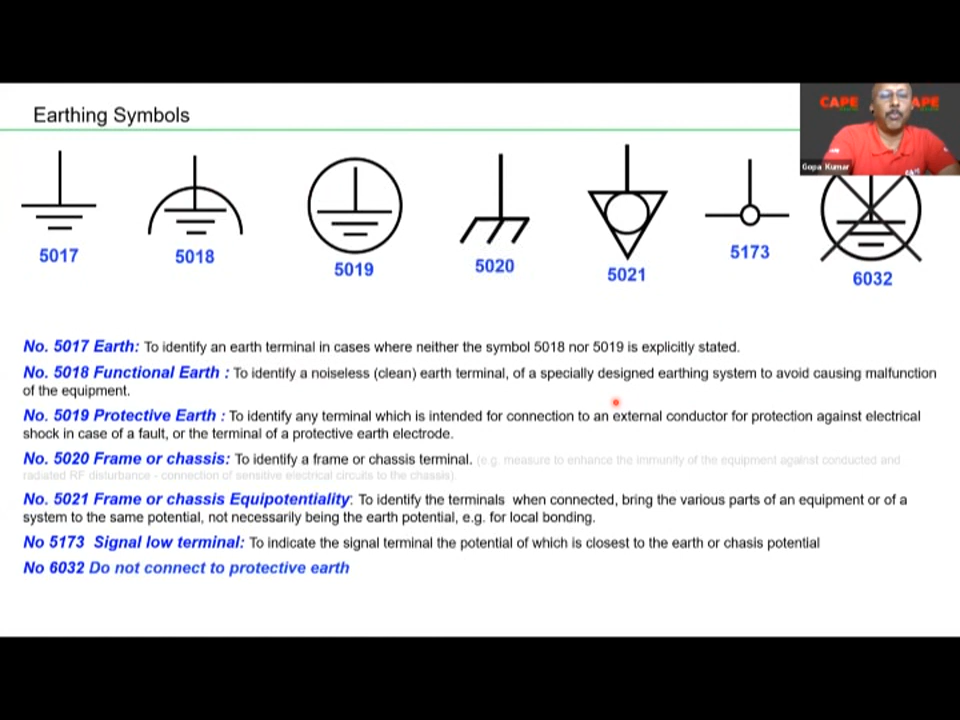 Earthing Symbols
CAPE
APE
Gopa Kumar
5017
5018
5019
5020
5021
5173
6032
No. 5017 Earth: To identify an earth terminal in cases where neither the symbol 5018 nor 5019 is explicitly stated.
No. 5018 Functional Earth : To identify a noiseless (clean) earth terminal, of a specially designed earthing system to avoid causing malfunction
of the equipment.
No. 5019 Protective Earth : To identify any terminal which is intended for connection to an external conductor for protection against electrical
shock in case of a fault, or the terminal of a protective earth electrode.
No. 5020 Frame or chassis: To identify a frame or chassis terminal. (e.g. measure to enhance the immunity of the equipment against conducted and
radiated RF disturbance - connection of sensitive electrical circuits to the chassis).
No. 5021 Frame or chassis Equipotentiality: To identify the terminals when connected, bring the various parts of an equipment or of a
system to the same potential, not necessarily being the earth potential, e.g. for local bonding.
No 5173 Signal low terminal: To indicate the signal terminal the potential of which is closest to the earth or chasis potential
No 6032 Do not connect to protective earth